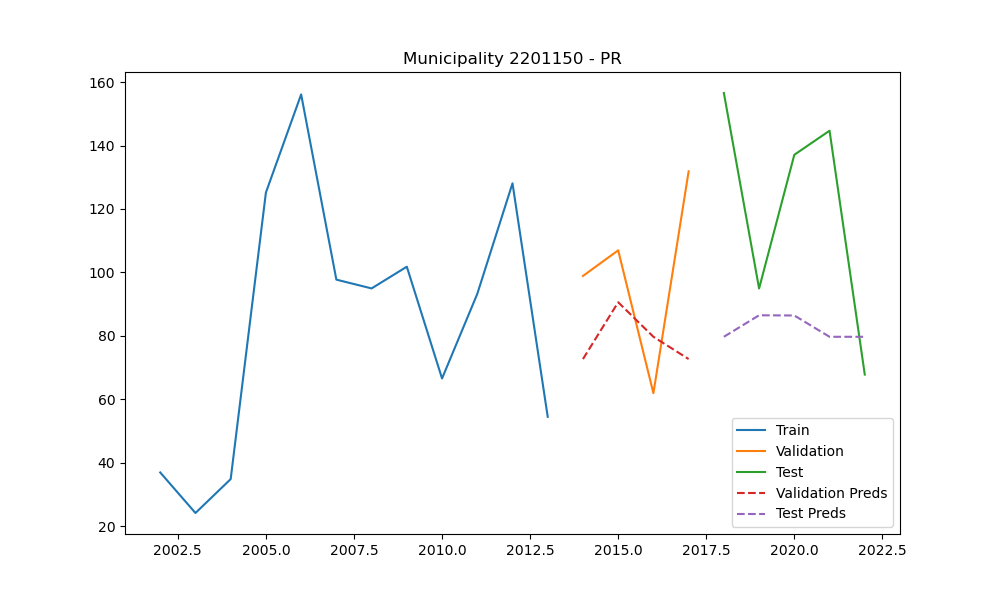 Municipality 2201150 - PR
160
140
120
100
80
60
40
20
2002.5 2005.0 2007.5 2010.0 2012.5 2015.0 2017.5 2020.0 2022.5
Train
Validation
Test
Validation Preds
Test Preds